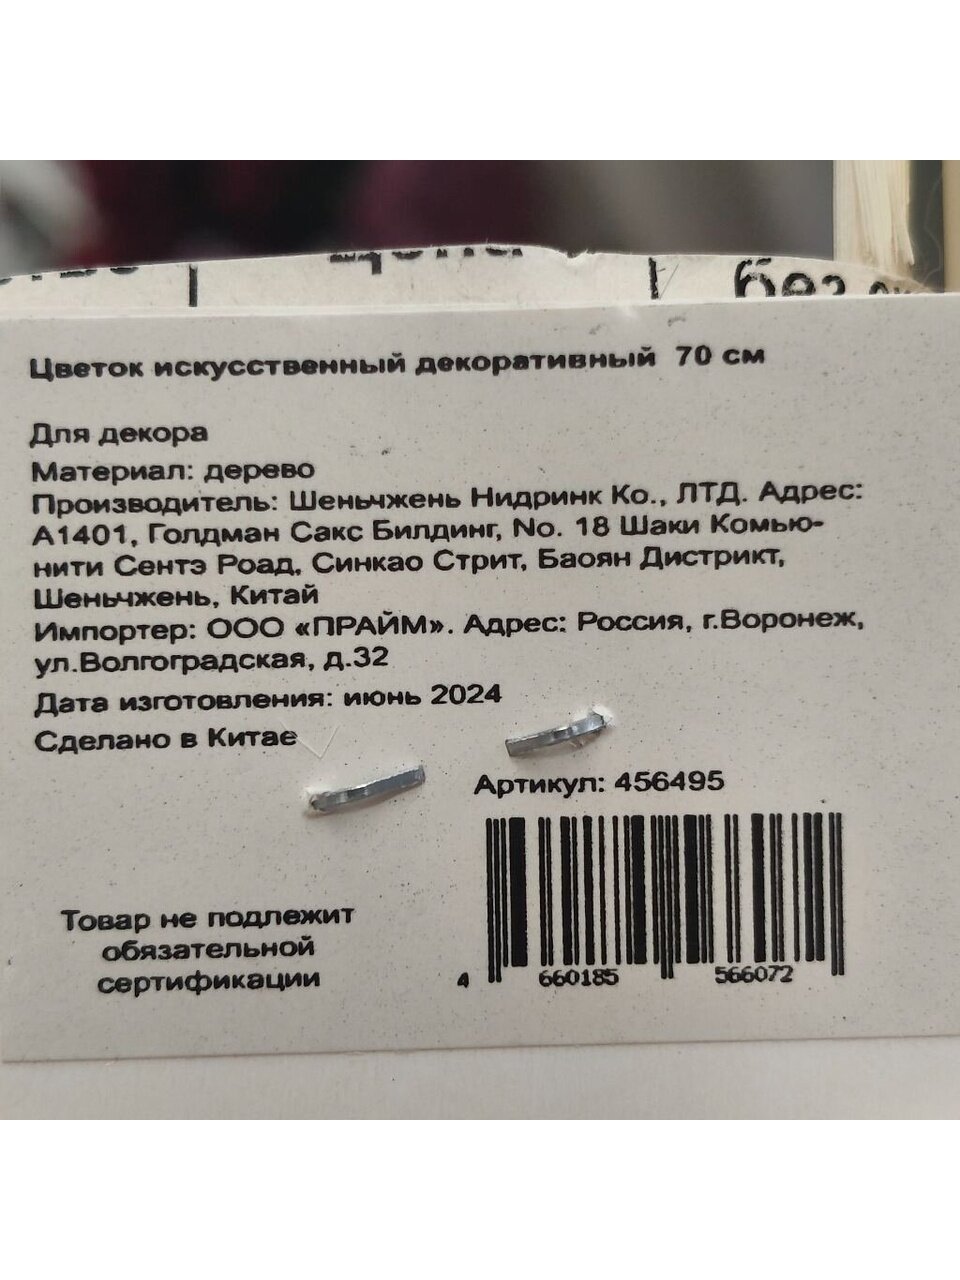 Цветок искусственный декоративный 70 см
Для декора
Материал: дерево
Производитель: Шеньчжень Нидринк Ко., ЛТД. Адрес:
А1401, Голдман Сакс Билдинг, No. 18 Шаки Комью-
нити Сентэ Роад, Синкао Стрит, Баоян Дистрикт,
Шеньчжень, Китай
Импортер: ООО «ПРАЙМ». Адрес: Россия, г.Воронеж,
ул.Волгоградская, д.32
Дата изготовления: июнь 2024
Сделано в Китае
Артикул: 456495
Товар не подлежит
обязательной
сертификации
4 660185 566072